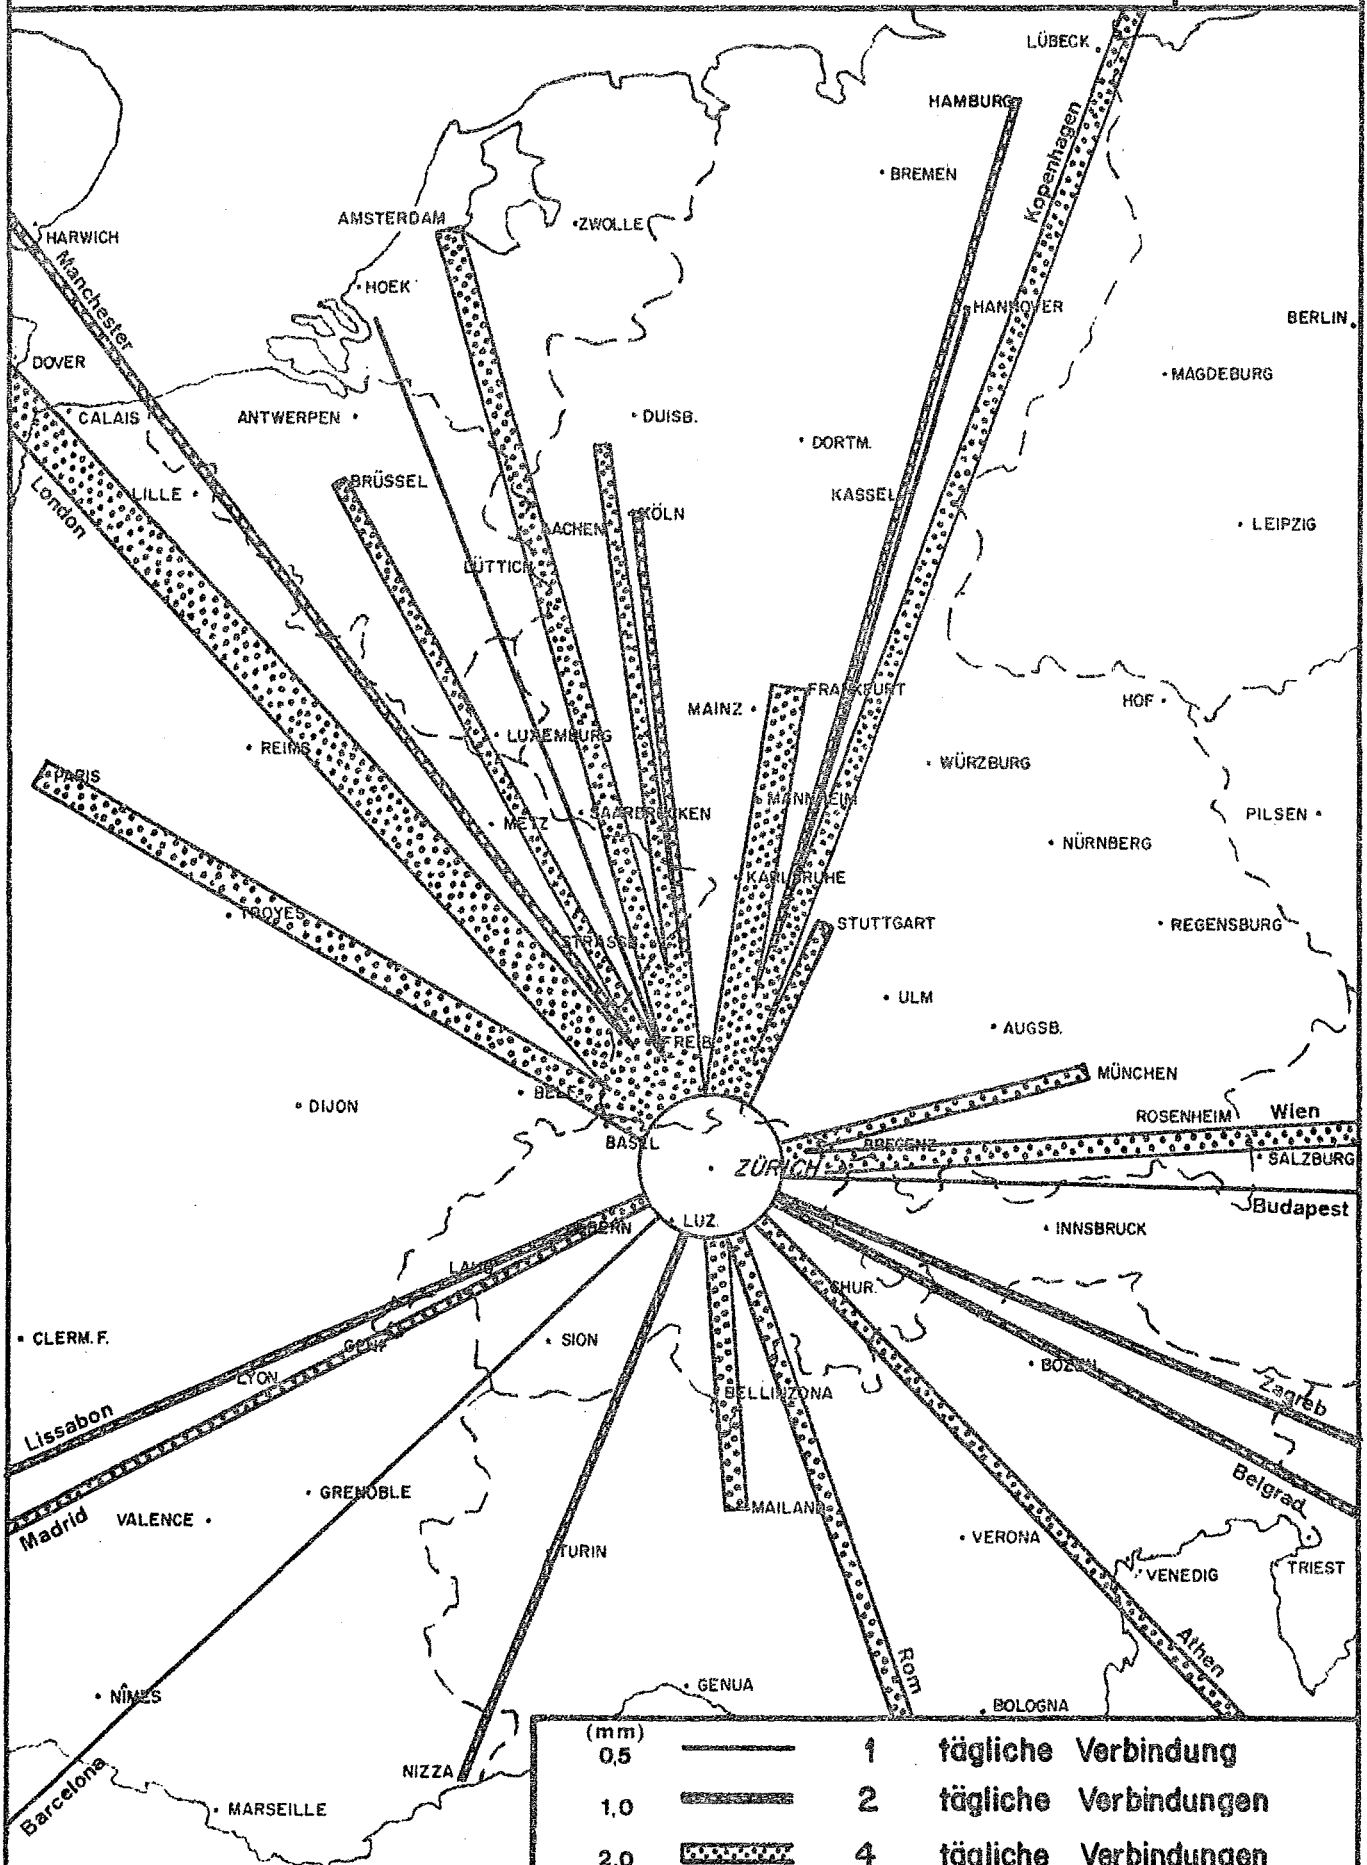 LÜBECK
HAMBURG
Kopenhagen
BREMEN
AMSTERDAM
ZWOLLE
HARWICH
Manchester
HOEK
HANNOVER
BERLIN
DOVER
MAGDEBURG
CALAIS
ANTWERPEN
DUISB.
DORTM.
BRÜSSEL
LILLE
KASSEL
London
KÖLN
AACHEN
LEIPZIG
LÜTTICH
FRANKFURT
MAINZ
HOF
LUXEMBURG
REIMS
WÜRZBURG
PARIS
MANNHEIM
SAARBRÜCKEN
PILSEN
METZ
NÜRNBERG
KARLSRUHE
TROYES
STUTTGART
REGENSBURG
STRASSB.
ULM
AUGSB.
FREIB.
MÜNCHEN
BELF.
DIJON
ROSENHEIM
Wien
BASEL
BREGENZ
SALZBURG
ZÜRICH
Budapest
LUZ.
BERN
INNSBRUCK
LAUS.
CHUR.
CLERM. F.
GENF
SION
BOZEN
LYON
BELLINZONA
Zagreb
Lissabon
Belgrad
GRENOBLE
MAILAND
Madrid
VALENCE
VERONA
TURIN
VENEDIG
TRIEST
Athen
Rom
GENUA
NÎMES
BOLOGNA
NIZZA
Barcelona
MARSEILLE
(mm)
0,5 1 tägliche Verbindung
1,0 2 tägliche Verbindungen
2,0 4 tägliche Verbindungen